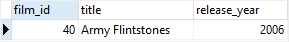 film_id title release_year
40 Army Flintstones 2006